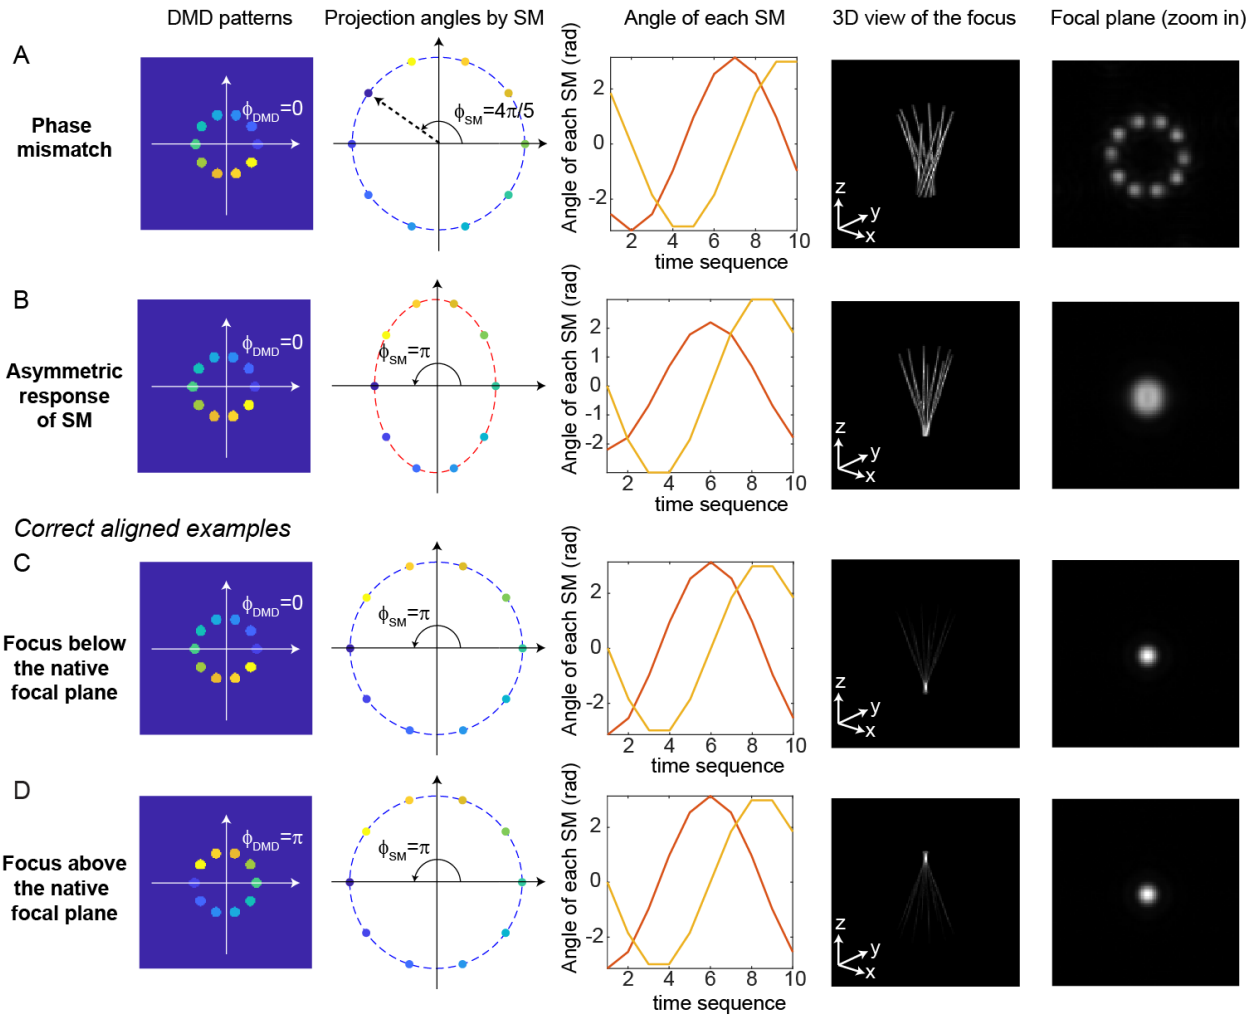 DMD patterns
Projection angles by SM
Angle of each SM
3D view of the focus
Focal plane (zoom in)
A
Phase
mismatch
ϕDMD=0
ϕSM=4π/5
Angle of each SM (rad)
2
0
-2
2 4 6 8 10
time sequence
z
y
x
B
Asymmetric
response
of SM
ϕDMD=0
ϕSM=π
Angle of each SM (rad)
2
1
0
-1
-2
2 4 6 8 10
time sequence
z
y
x
Correct aligned examples
C
Focus below
the native
focal plane
ϕDMD=0
ϕSM=π
Angle of each SM (rad)
2
0
-2
2 4 6 8 10
time sequence
z
y
x
D
Focus above
the native
focal plane
ϕDMD=π
ϕSM=π
Angle of each SM (rad)
2
0
-2
2 4 6 8 10
time sequence
z
y
x